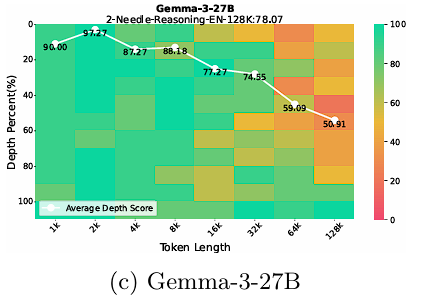 Gemma-3-27B
2-Needle-Reasoning-EN-128K:78.07
0
20
40
60
80
100
Depth Percent(%)
90.00
97.27
87.27
88.18
77.27
74.55
59.09
50.91
Average Depth Score
1k
2k
4k
8k
16k
32k
64k
128k
Token Length
100
80
60
40
20
0
(c) Gemma-3-27B